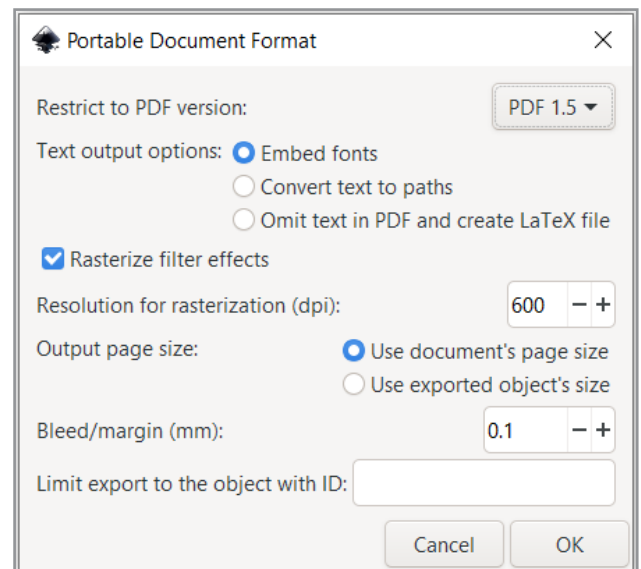 Portable Document Format
Restrict to PDF version: PDF 1.5
Text output options: Embed fonts
Convert text to paths
Omit text in PDF and create LaTeX file
Rasterize filter effects
Resolution for rasterization (dpi): 600
Output page size: Use document's page size
Use exported object's size
Bleed/margin (mm): 0.1
Limit export to the object with ID:
Cancel OK